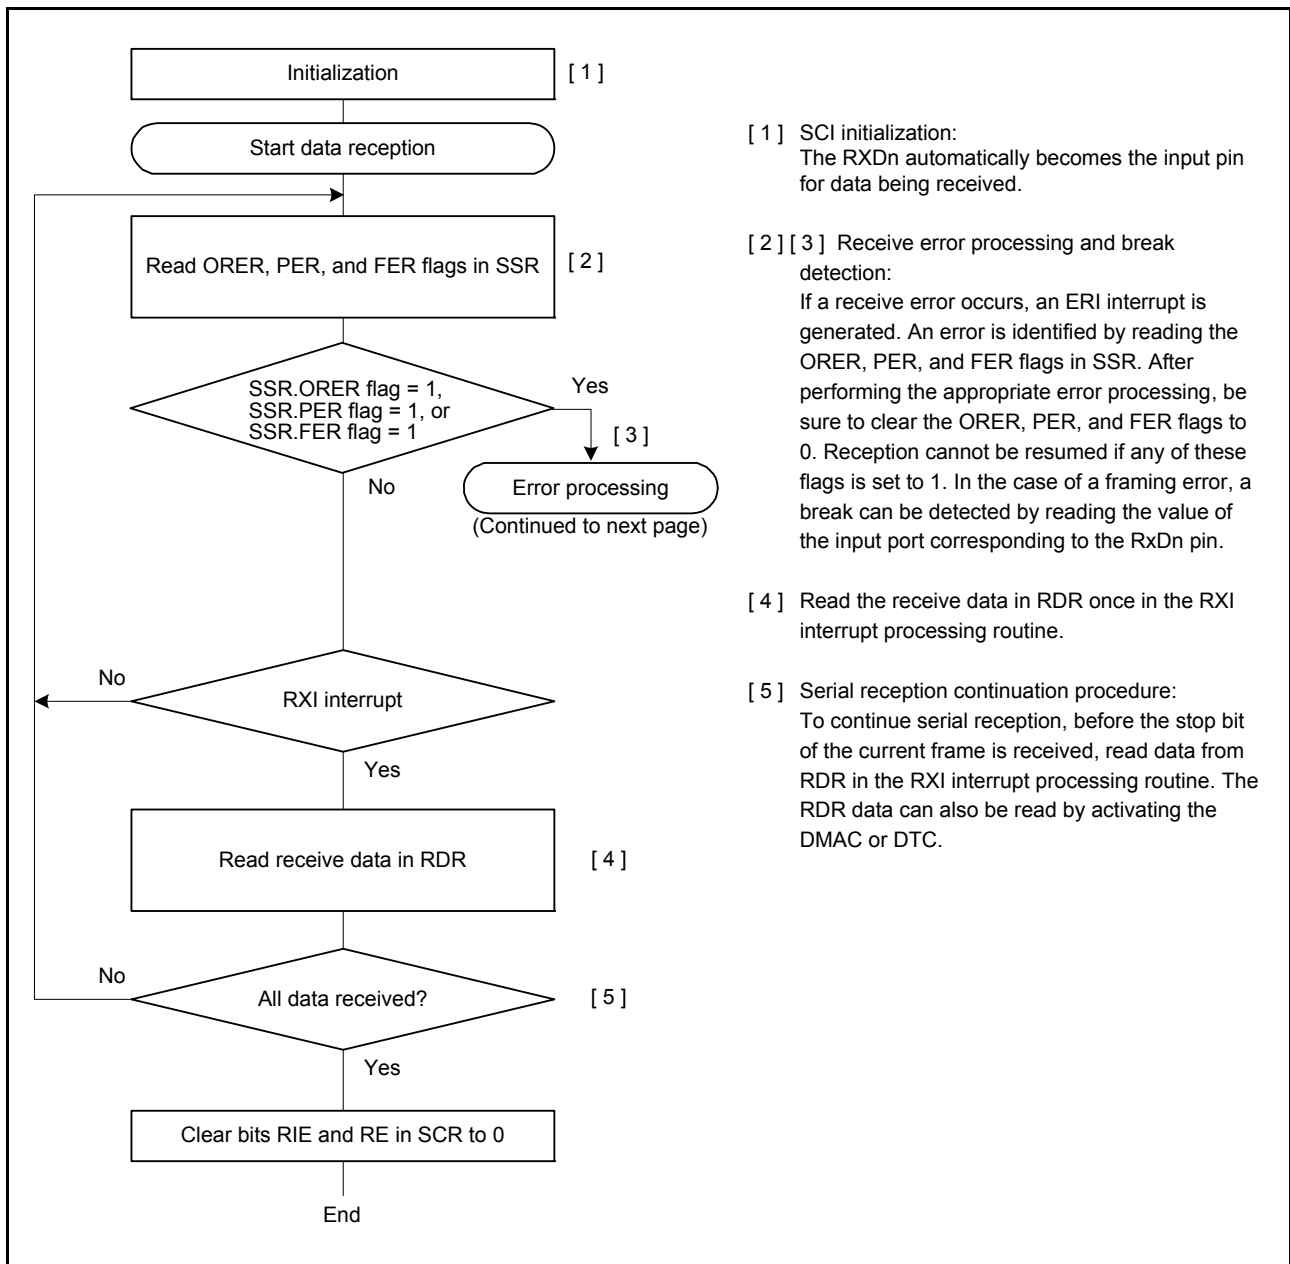 Initialization
[ 1 ]
Start data reception
Read ORER, PER, and FER flags in SSR
[ 2 ]
SSR.ORER flag = 1,
SSR.PER flag = 1, or
SSR.FER flag = 1
Yes
[ 3 ]
No
Error processing
(Continued to next page)
No
RXI interrupt
Yes
Read receive data in RDR
[ 4 ]
No
All data received?
[ 5 ]
Yes
Clear bits RIE and RE in SCR to 0
End
[ 1 ] SCI initialization:
The RXDn automatically becomes the input pin
for data being received.
[ 2 ] [ 3 ] Receive error processing and break
detection:
If a receive error occurs, an ERI interrupt is
generated. An error is identified by reading the
ORER, PER, and FER flags in SSR. After
performing the appropriate error processing, be
sure to clear the ORER, PER, and FER flags to
0. Reception cannot be resumed if any of these
flags is set to 1. In the case of a framing error, a
break can be detected by reading the value of
the input port corresponding to the RxDn pin.
[ 4 ] Read the receive data in RDR once in the RXI
interrupt processing routine.
[ 5 ] Serial reception continuation procedure:
To continue serial reception, before the stop bit
of the current frame is received, read data from
RDR in the RXI interrupt processing routine. The
RDR data can also be read by activating the
DMAC or DTC.